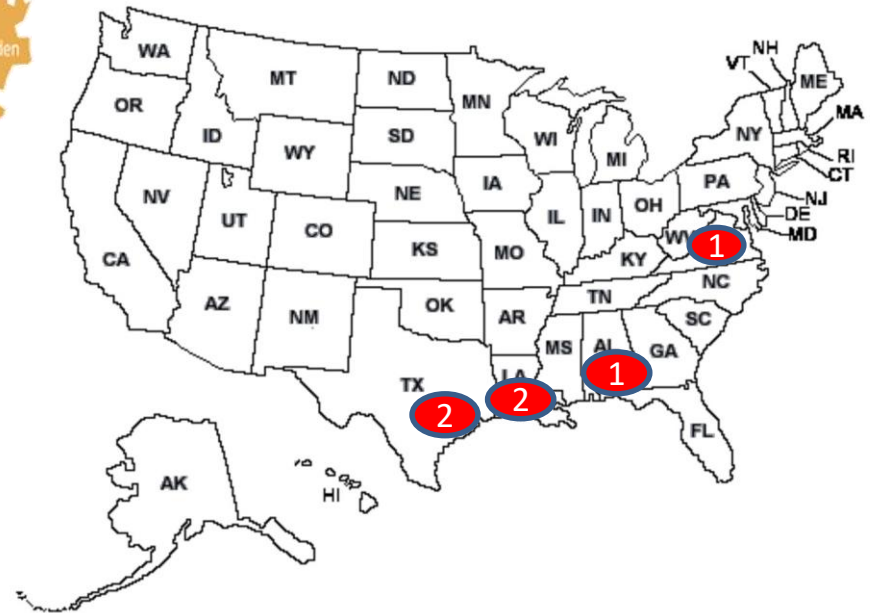 den
WA
MT
ND
MN
NH
VT
ME
OR
ID
SD
WI
MI
NY
MA
WY
RI
CT
NE
IA
PA
NJ
NV
UT
CO
IL
IN
OH
DE
MD
CA
KS
MO
WV
1
KY
AZ
NM
OK
AR
TN
NC
SC
MS
AL
GA
1
TX
LA
2
2
FL
AK
HI